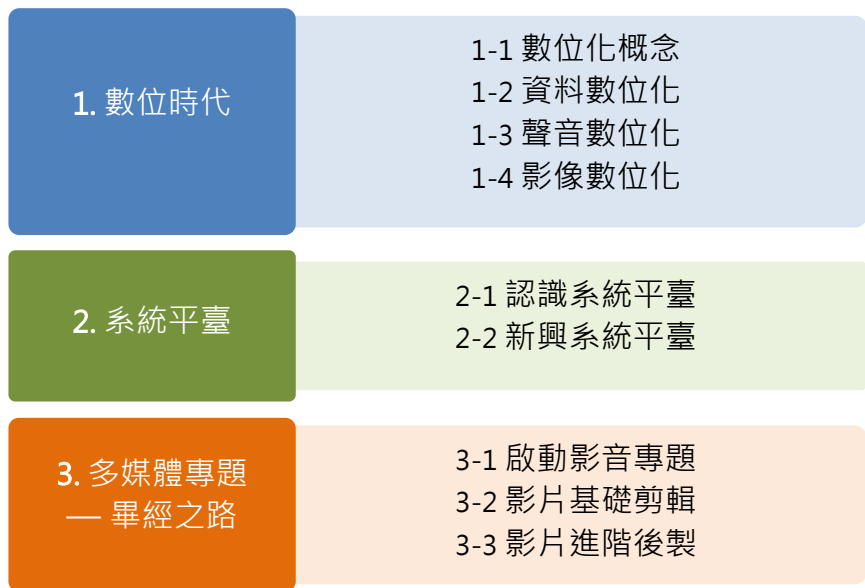 1. 數位時代
1-1 數位化概念
1-2 資料數位化
1-3 聲音數位化
1-4 影像數位化
2. 系統平臺
2-1 認識系統平臺
2-2 新興系統平臺
3. 多媒體專題
— 畢經之路
3-1 啟動影音專題
3-2 影片基礎剪輯
3-3 影片進階後製